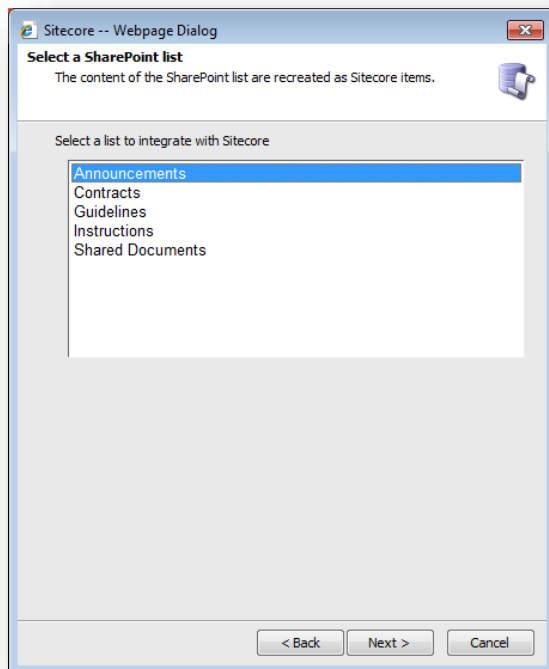 Sitecore -- Webpage Dialog
Select a SharePoint list
The content of the SharePoint list are recreated as Sitecore items.
Select a list to integrate with Sitecore
Announcements
Contracts
Guidelines
Instructions
Shared Documents
< Back Next > Cancel